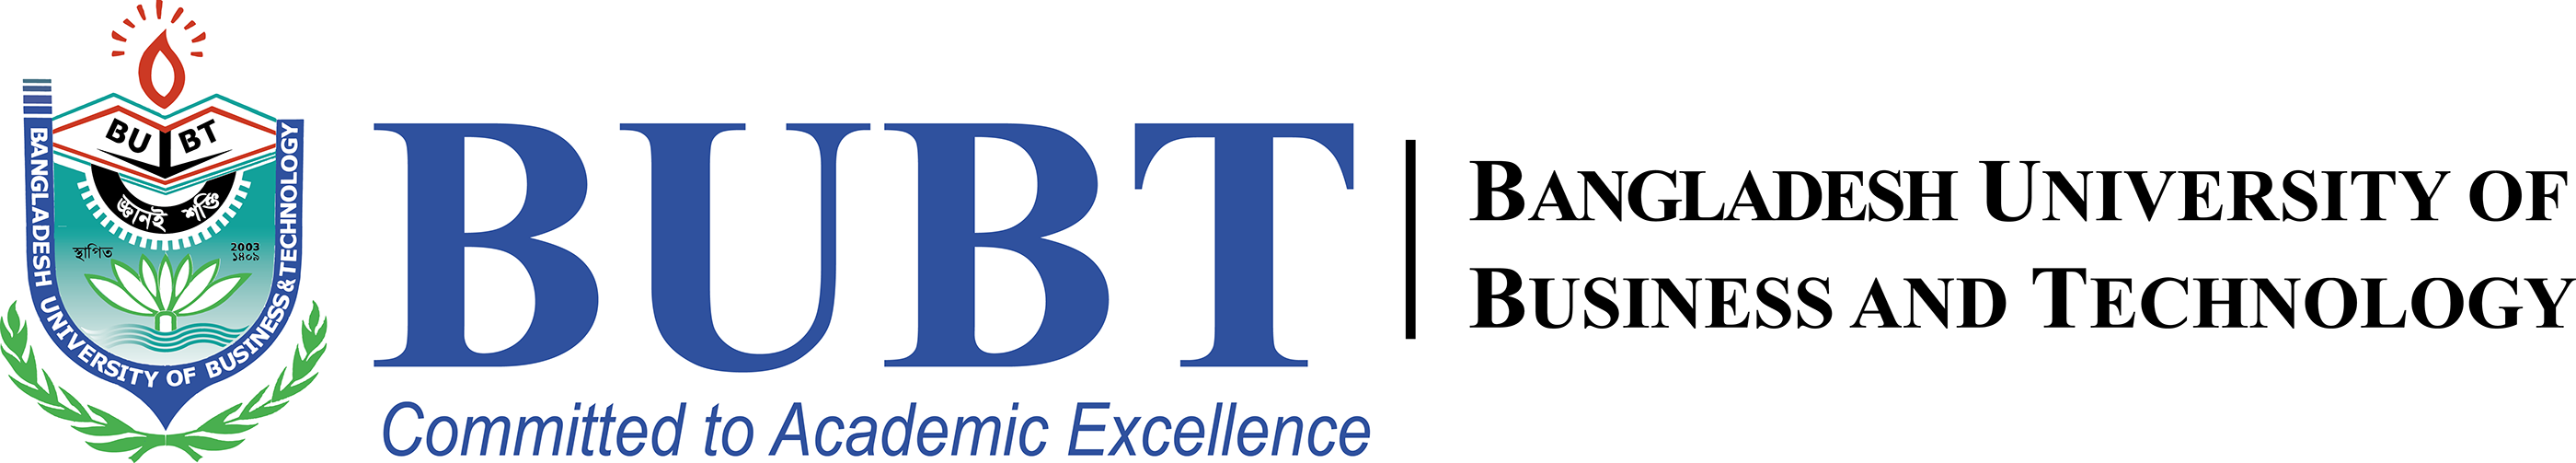 BU BT
জ্ঞানই শক্তি
স্থাপিত
2003
১৪০৯
BANGLADESH UNIVERSITY OF BUSINESS & TECHNOLOGY
BUBT
Committed to Academic Excellence
BANGLADESH UNIVERSITY OF
BUSINESS AND TECHNOLOGY